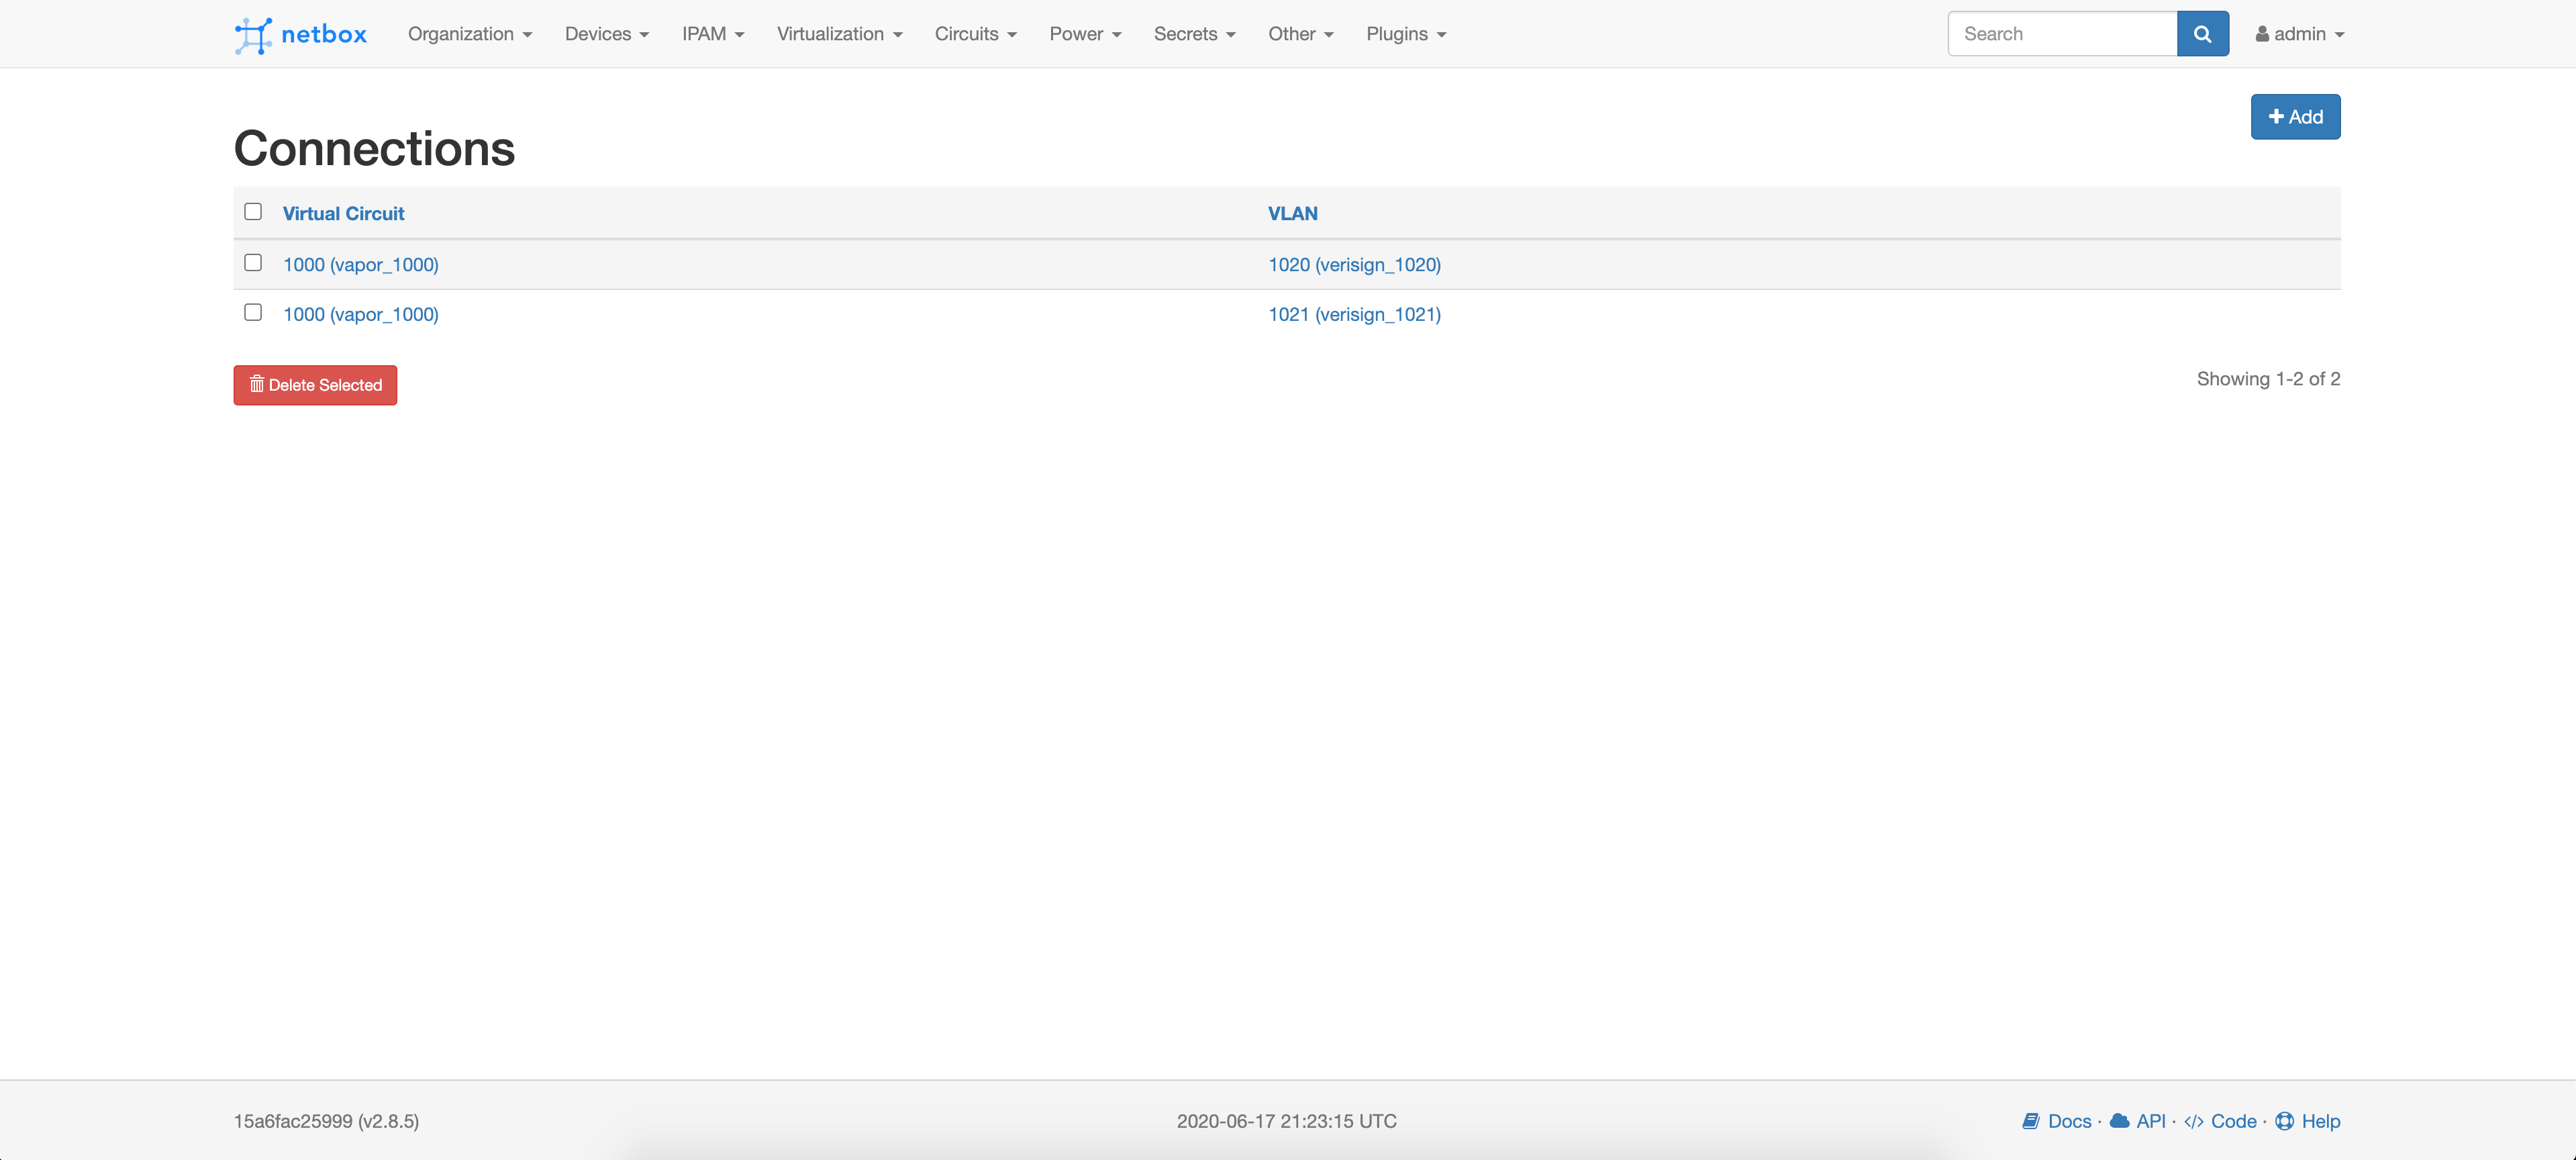 netbox Organization Devices IPAM Virtualization Circuits Power Secrets Other Plugins Search admin
Add
Connections
Virtual Circuit VLAN
1000 (vapor_1000) 1020 (verisign_1020)
1000 (vapor_1000) 1021 (verisign_1021)
Delete Selected Showing 1-2 of 2
15a6fac25999 (v2.8.5) 2020-06-17 21:23:15 UTC Docs · API · </> Code · Help